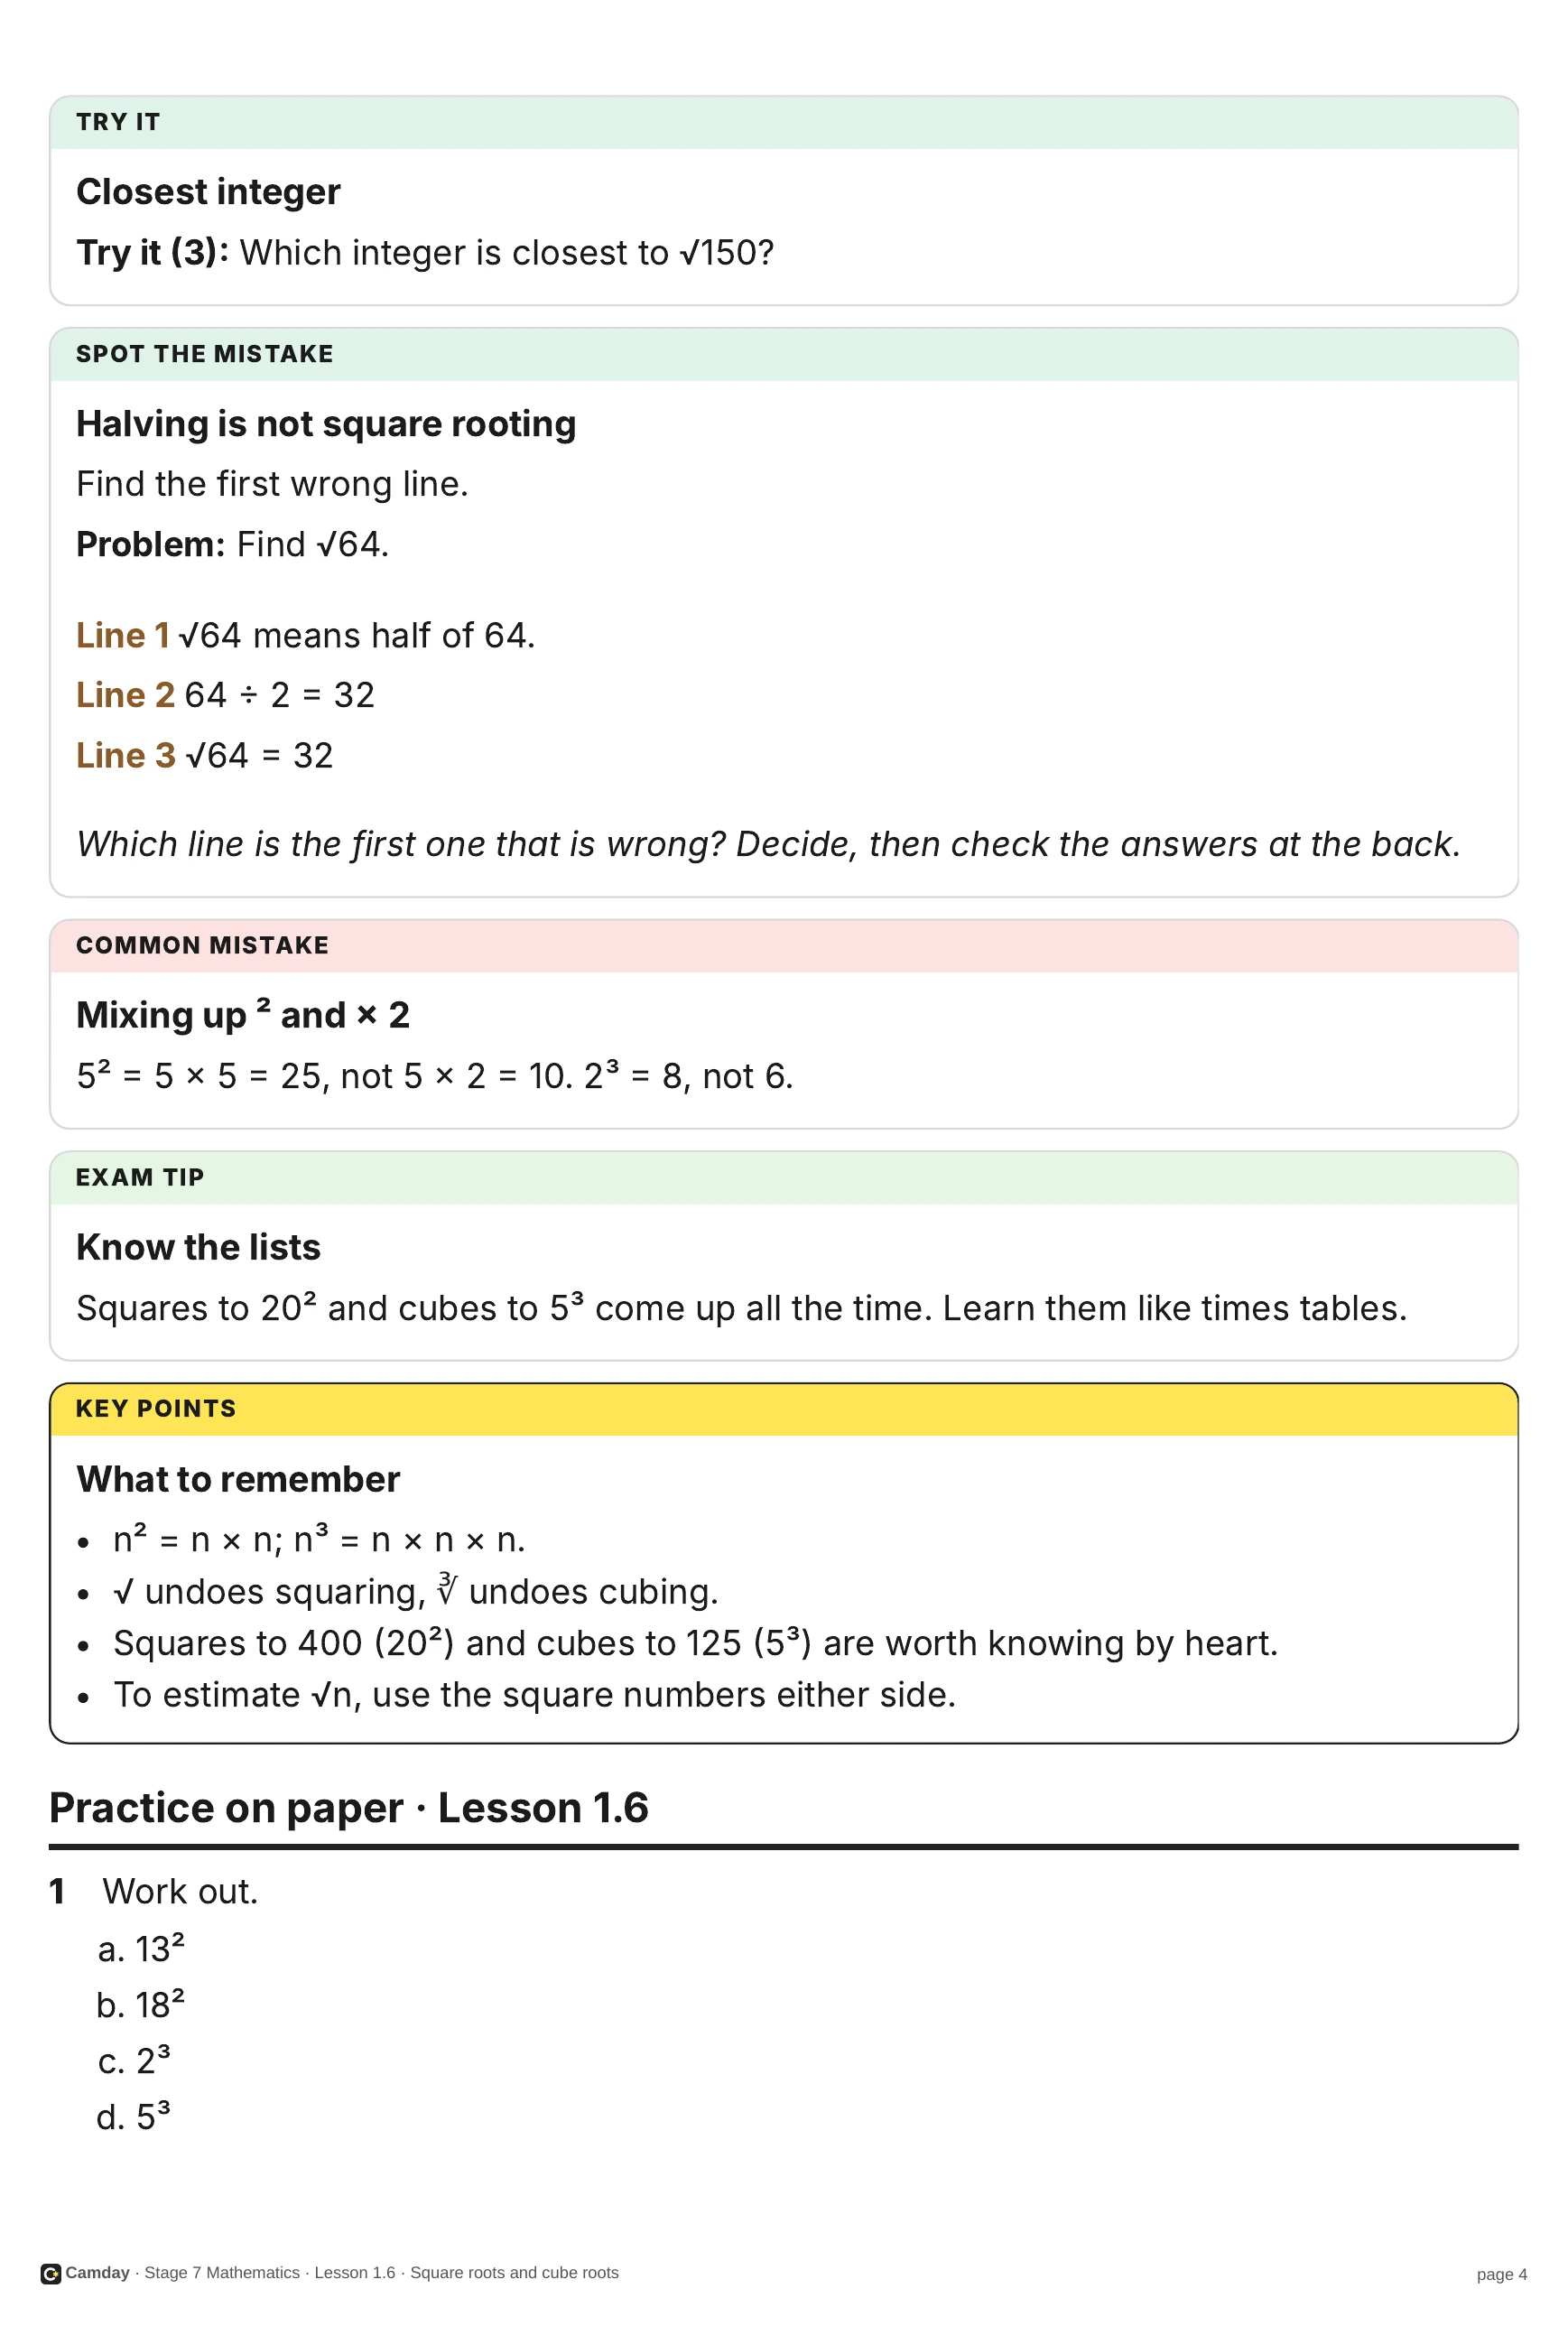 TRY IT
Closest integer
Try it (3): Which integer is closest to √150?
SPOT THE MISTAKE
Halving is not square rooting
Find the first wrong line.
Problem: Find √64.
Line 1 √64 means half of 64.
Line 2 64 ÷ 2 = 32
Line 3 √64 = 32
Which line is the first one that is wrong? Decide, then check the answers at the back.
COMMON MISTAKE
Mixing up ² and × 2
5² = 5 × 5 = 25, not 5 × 2 = 10. 2³ = 8, not 6.
EXAM TIP
Know the lists
Squares to 20² and cubes to 5³ come up all the time. Learn them like times tables.
KEY POINTS
What to remember
• n² = n × n; n³ = n × n × n.
• √ undoes squaring, ∛ undoes cubing.
• Squares to 400 (20²) and cubes to 125 (5³) are worth knowing by heart.
• To estimate √n, use the square numbers either side.
Practice on paper · Lesson 1.6
1 Work out.
a. 13²
b. 18²
c. 2³
d. 5³
Camday · Stage 7 Mathematics · Lesson 1.6 · Square roots and cube roots page 4